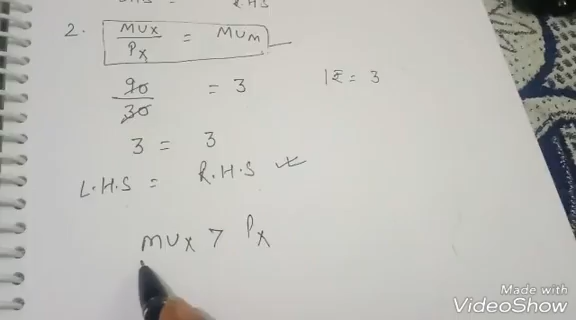 R.H.S
2. MUx / Px = MUM
90 / 30 = 3 1₹ = 3
3 = 3
L.H.S = R.H.S
MUx > Px
Made with
VideoShow